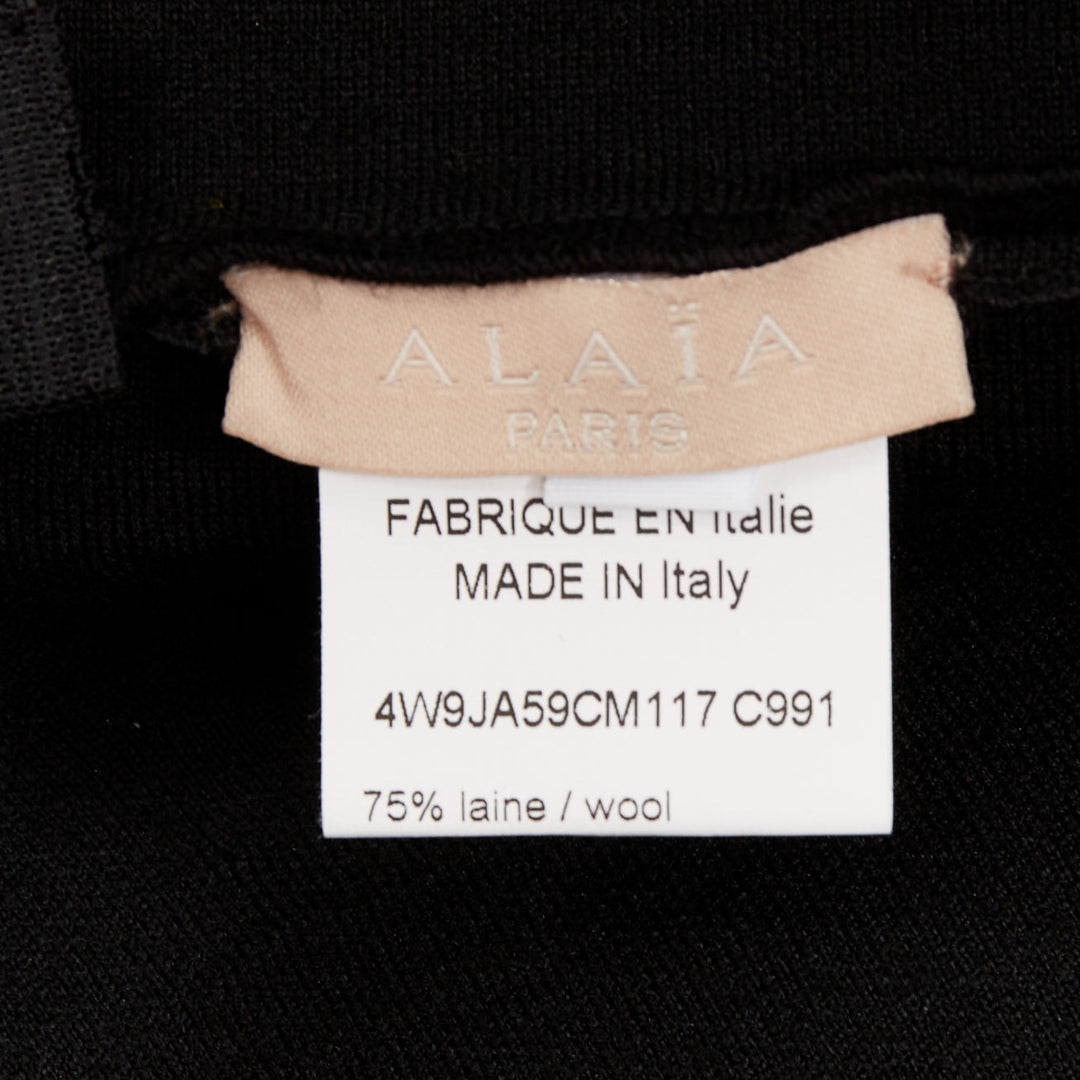 ALAÏA
PARIS
FABRIQUE EN Italie
MADE IN Italy
4W9JA59CM117 C991
75% laine / wool